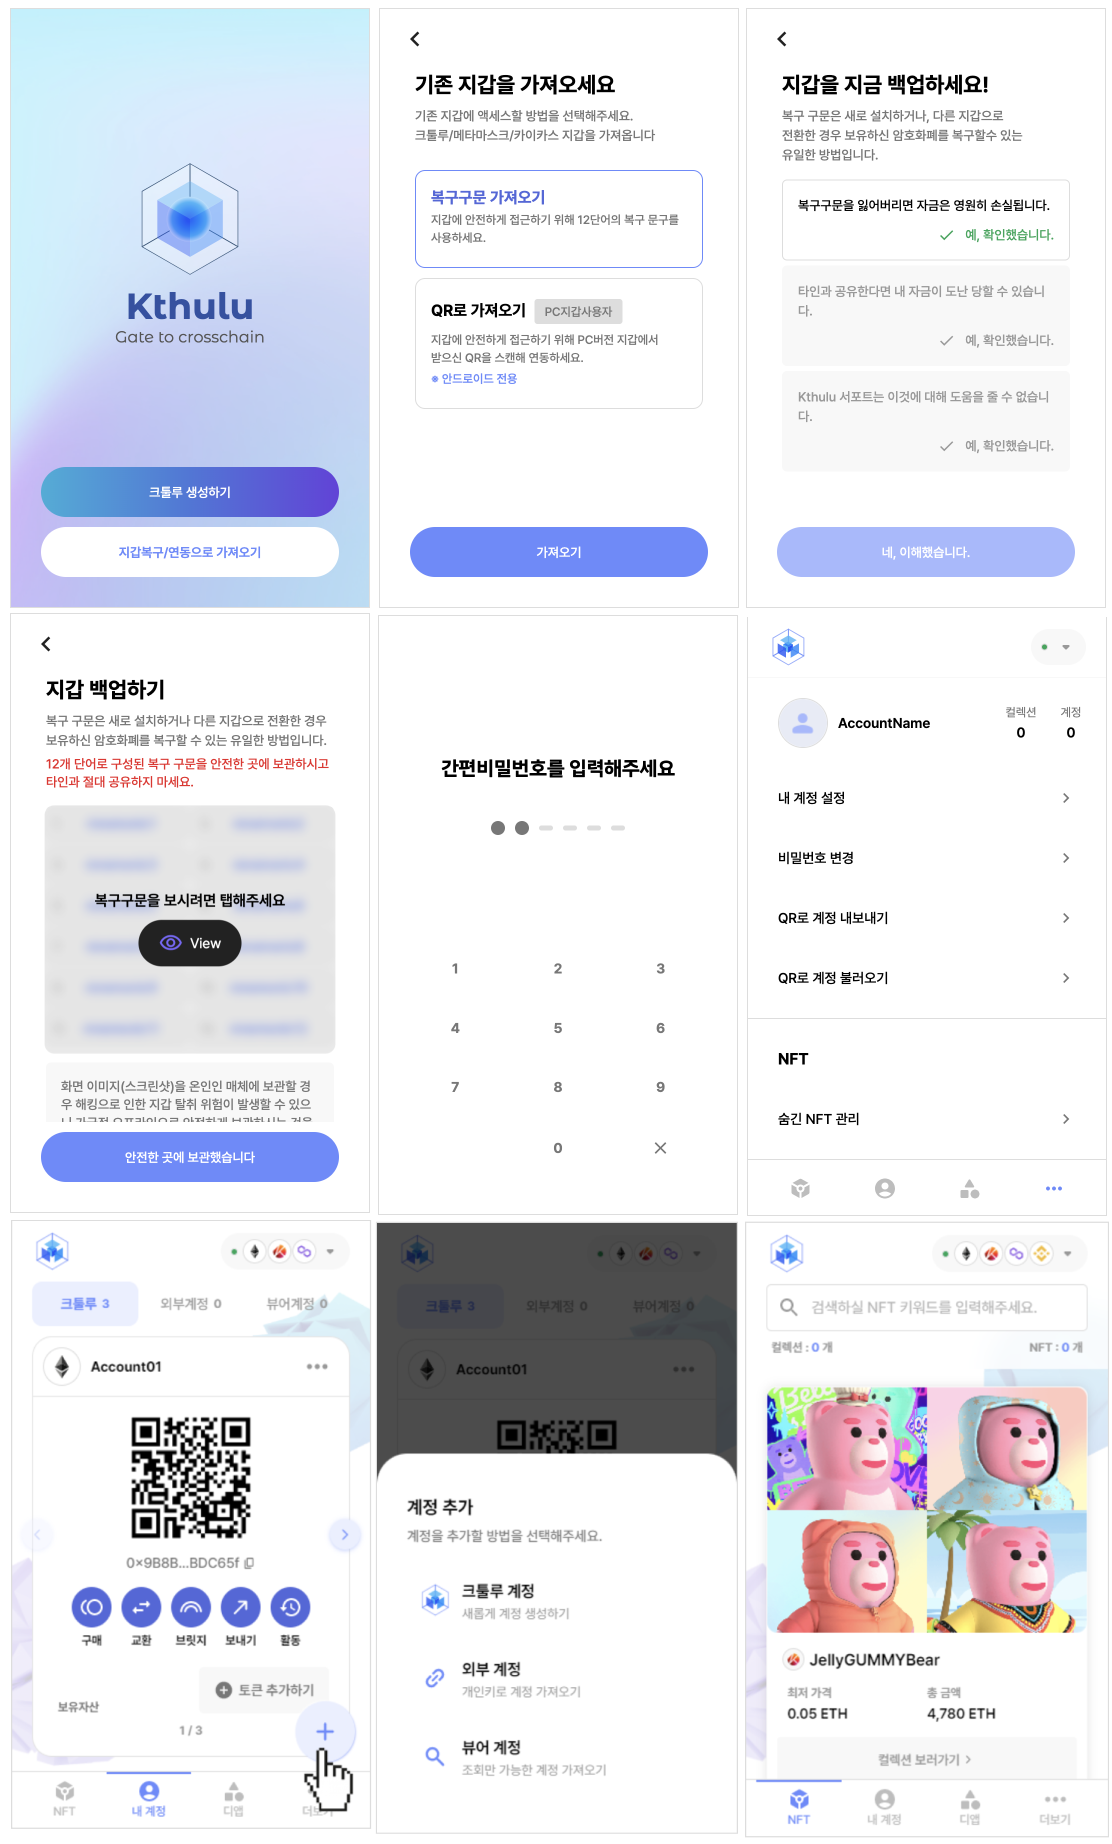 Kthulu
Gate to crosschain
크툴루 생성하기
지갑복구/연동으로 가져오기
기존 지갑을 가져오세요
기존 지갑에 액세스할 방법을 선택해주세요.
크툴루/메타마스크/카이카스 지갑을 가져옵니다
복구구문 가져오기
지갑에 안전하게 접근하기 위해 12단어의 복구 문구를
사용하세요.
QR로 가져오기 PC지갑사용자
지갑에 안전하게 접근하기 위해 PC버전 지갑에서
받으신 QR을 스캔해 연동하세요.
※ 안드로이드 전용
가져오기
지갑을 지금 백업하세요!
복구 구문은 새로 설치하거나, 다른 지갑으로
전환한 경우 보유하신 암호화폐를 복구할수 있는
유일한 방법입니다.
복구구문을 잃어버리면 자금은 영원히 손실됩니다.
예, 확인했습니다.
타인과 공유한다면 내 자금이 도난 당할 수 있습니
다.
예, 확인했습니다.
Kthulu 서포트는 이것에 대해 도움을 줄 수 없습니
다.
예, 확인했습니다.
네, 이해했습니다.
지갑 백업하기
복구 구문은 새로 설치하거나 다른 지갑으로 전환한 경우
보유하신 암호화폐를 복구할 수 있는 유일한 방법입니다.
12개 단어로 구성된 복구 구문을 안전한 곳에 보관하시고
타인과 절대 공유하지 마세요.
복구구문을 보시려면 탭해주세요
View
화면 이미지(스크린샷)을 온인인 매체에 보관할 경
우 해킹으로 인한 지갑 탈취 위험이 발생할 수 있으
안전한 곳에 보관했습니다
간편비밀번호를 입력해주세요
1 2 3
4 5 6
7 8 9
0
AccountName
컬렉션 계정
0 0
내 계정 설정
비밀번호 변경
QR로 계정 내보내기
QR로 계정 불러오기
NFT
숨긴 NFT 관리
크툴루 3 외부계정 0 뷰어계정 0
Account01
0x9B8B...BDC65f
구매 교환 브릿지 보내기 활동
토큰 추가하기
보유자산
1 / 3
NFT 내 계정 디앱 더보기
크툴루 3 외부계정 0 뷰어계정 0
Account01
계정 추가
계정을 추가할 방법을 선택해주세요.
크툴루 계정
새롭게 계정 생성하기
외부 계정
개인키로 계정 가져오기
뷰어 계정
조회만 가능한 계정 가져오기
검색하실 NFT 키워드를 입력해주세요.
컬렉션 : 0 개 NFT : 0 개
JellyGUMMYBear
최저 가격 총 금액
0.05 ETH 4,780 ETH
컬렉션 보러가기
NFT 내 계정 디앱 더보기